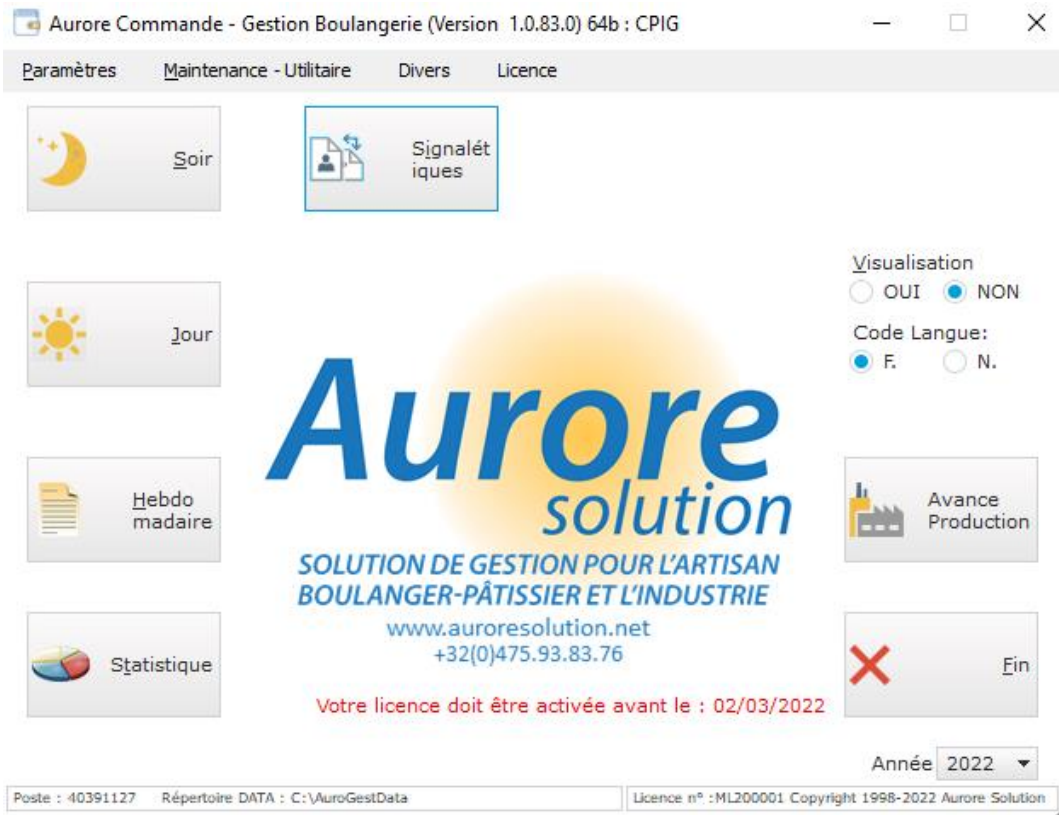 Aurore Commande - Gestion Boulangerie (Version 1.0.83.0) 64b : CPIG
Paramètres Maintenance - Utilitaire Divers Licence
Soir
Signalét
iques
Visualisation
OUI NON
Code Langue:
F. N.
Jour
Aurore
solution
Hebdo
madaire
Avance
Production
SOLUTION DE GESTION POUR L'ARTISAN
BOULANGER-PÂTISSIER ET L'INDUSTRIE
www.auroresolution.net
+32(0)475.93.83.76
Statistique
Fin
Votre licence doit être activée avant le : 02/03/2022
Année 2022
Poste : 40391127 Répertoire DATA : C:\AuroGestData
Licence n° :ML200001 Copyright 1998-2022 Aurore Solution